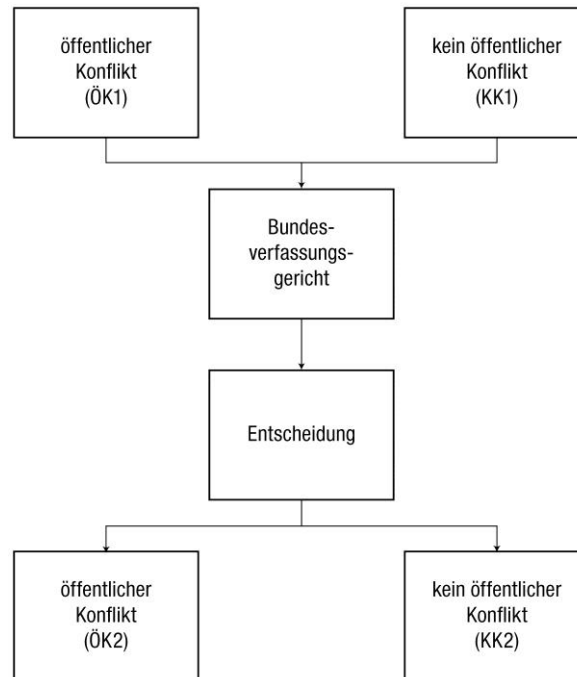 öffentlicher
Konflikt
(ÖK1)
kein öffentlicher
Konflikt
(KK1)
Bundes-
verfassungs-
gericht
Entscheidung
öffentlicher
Konflikt
(ÖK2)
kein öffentlicher
Konflikt
(KK2)